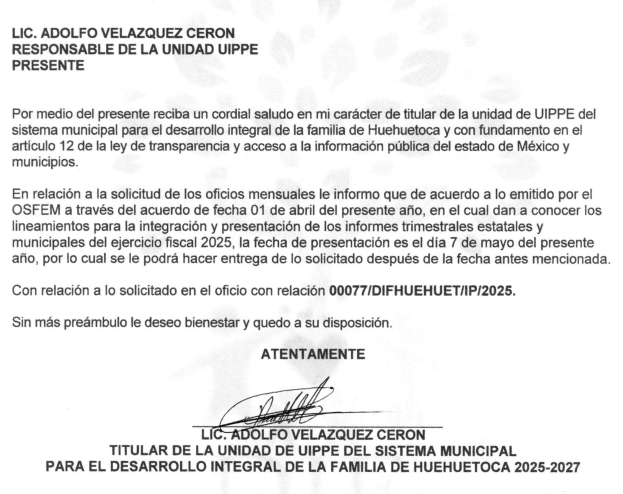 LIC. ADOLFO VELAZQUEZ CERON
RESPONSABLE DE LA UNIDAD UIPPE
PRESENTE
Por medio del presente reciba un cordial saludo en mi carácter de titular de la unidad de UIPPE del
sistema municipal para el desarrollo integral de la familia de Huehuetoca y con fundamento en el
artículo 12 de la ley de transparencia y acceso a la información pública del estado de México y
municipios.
En relación a la solicitud de los oficios mensuales le informo que de acuerdo a lo emitido por el
OSFEM a través del acuerdo de fecha 01 de abril del presente año, en el cual dan a conocer los
lineamientos para la integración y presentación de los informes trimestrales estatales y
municipales del ejercicio fiscal 2025, la fecha de presentación es el día 7 de mayo del presente
año, por lo cual se le podrá hacer entrega de lo solicitado después de la fecha antes mencionada.
Con relación a lo solicitado en el oficio con relación 00077/DIFHUEHUET/IP/2025.
Sin más preámbulo le deseo bienestar y quedo a su disposición.
ATENTAMENTE
LIC. ADOLFO VELAZQUEZ CERON
TITULAR DE LA UNIDAD DE UIPPE DEL SISTEMA MUNICIPAL
PARA EL DESARROLLO INTEGRAL DE LA FAMILIA DE HUEHUETOCA 2025-2027